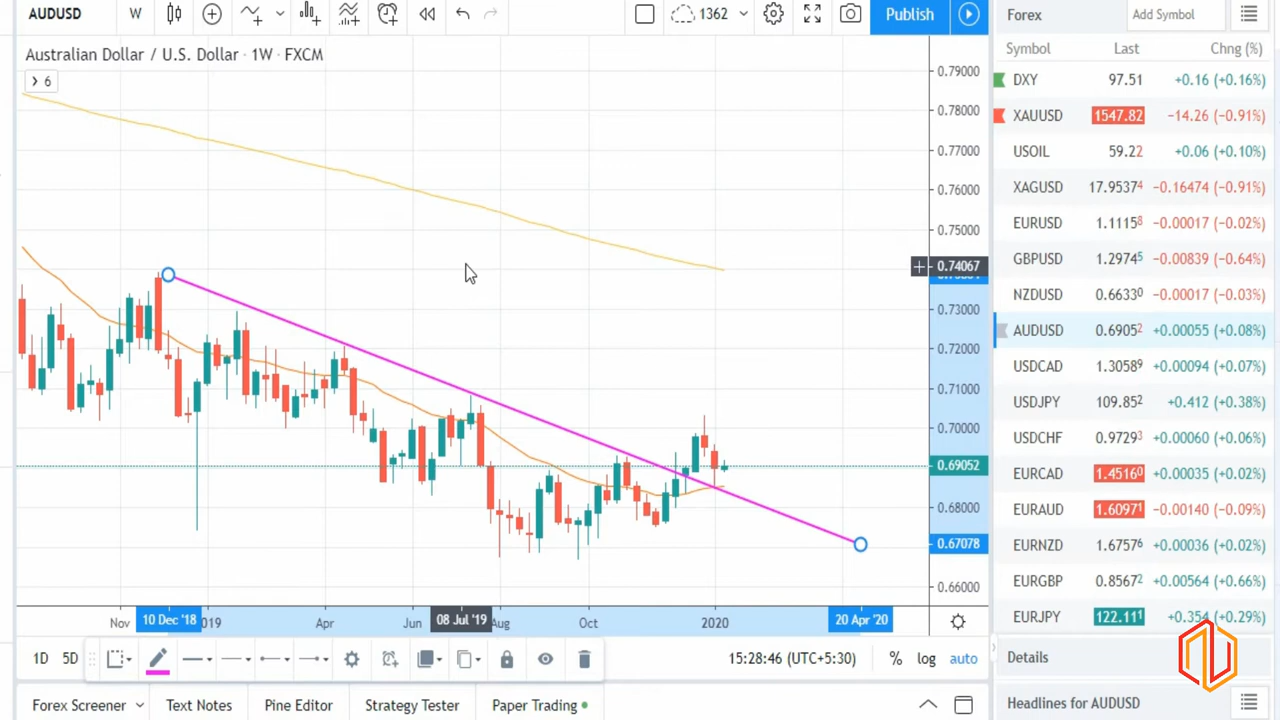 AUDUSD W 1362 Publish
Australian Dollar / U.S. Dollar · 1W · FXCM
6
0.79000
0.78000
0.77000
0.76000
0.75000
0.74067
0.73000
0.72000
0.71000
0.70000
0.69052
0.68000
0.67078
0.66000
Nov 10 Dec '18 2019 Apr Jun 08 Jul '19 Aug Oct 2020 20 Apr '20
1D 5D 15:28:46 (UTC+5:30) % log auto
Forex Screener Text Notes Pine Editor Strategy Tester Paper Trading
Forex Add Symbol
Symbol Last Chng (%)
DXY 97.51 +0.16 (+0.16%)
XAUUSD 1547.82 −14.26 (−0.91%)
USOIL 59.22 +0.06 (+0.10%)
XAGUSD 17.9537⁴ −0.16474 (−0.91%)
EURUSD 1.1115⁸ −0.00017 (−0.02%)
GBPUSD 1.2974⁵ −0.00839 (−0.64%)
NZDUSD 0.6633⁰ −0.00017 (−0.03%)
AUDUSD 0.6905² +0.00055 (+0.08%)
USDCAD 1.3058⁹ +0.00094 (+0.07%)
USDJPY 109.85² +0.412 (+0.38%)
USDCHF 0.9729³ +0.00060 (+0.06%)
EURCAD 1.4516⁰ +0.00035 (+0.02%)
EURAUD 1.6097¹ −0.00140 (−0.09%)
EURNZD 1.6757⁶ +0.00036 (+0.02%)
EURGBP 0.8567² +0.00564 (+0.66%)
EURJPY 122.11¹ +0.354 (+0.29%)
Details
Headlines for AUDUSD